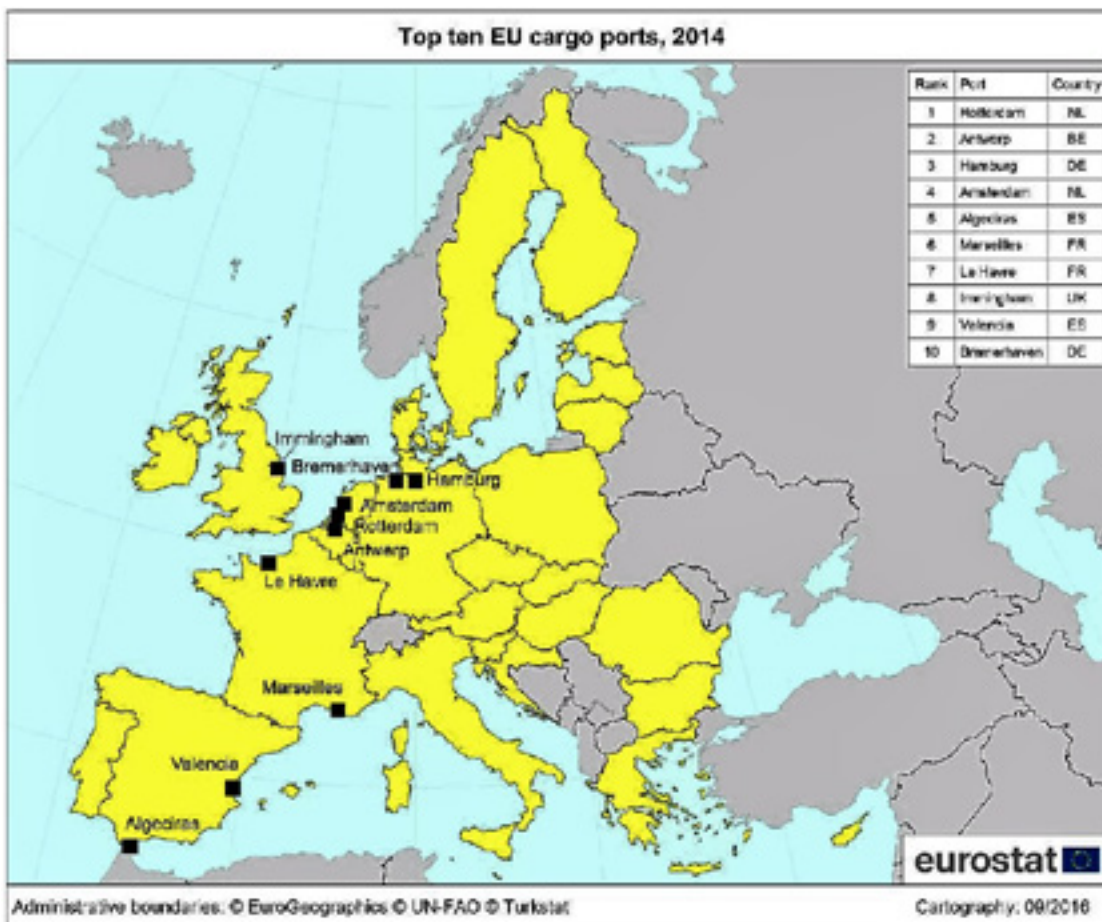 Top ten EU cargo ports, 2014
Rank Port Country
1 Rotterdam NL
2 Antwerp BE
3 Hamburg DE
4 Amsterdam NL
5 Algeciras ES
6 Marseilles FR
7 Le Havre FR
8 Immingham UK
9 Valencia ES
10 Bremerhaven DE
Immingham
Bremerhaven
Hamburg
Amsterdam
Rotterdam
Antwerp
Le Havre
Marseilles
Valencia
Algeciras
eurostat
Administrative boundaries: © EuroGeographics © UN-FAO © Turkstat
Cartography: 09/2016